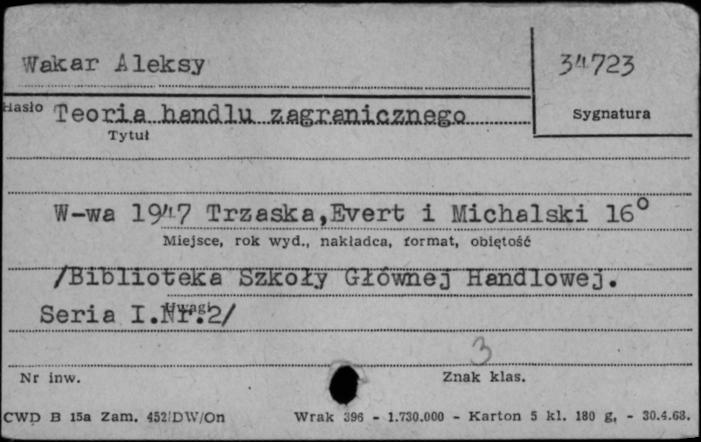 Wakar Aleksy
34723
Hasło Teoria handlu zagranicznego
Sygnatura
Tytuł
W-wa 1947 Trzaska,Evert i Michalski 16°
Miejsce, rok wyd., nakładca, format, objętość
/Biblioteka Szkoły Głównej Handlowej.
Uwagi
Seria I.Nr.2/
3
Nr inw.
Znak klas.
CWD B 15a Zam. 452/DW/On Wrak 396 - 1.730.000 - Karton 5 kl. 180 g. - 30.4.68.